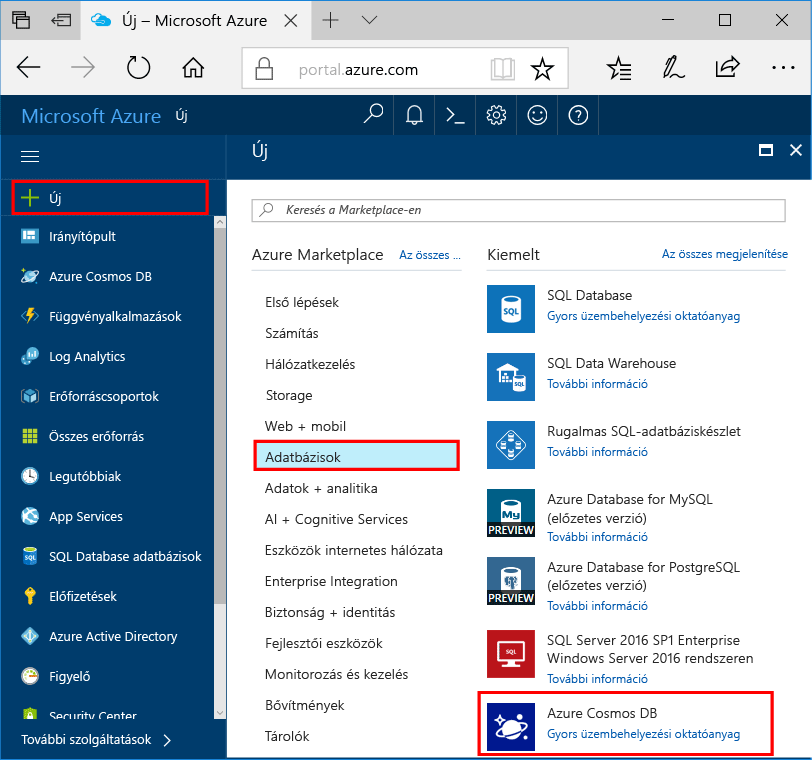 Új – Microsoft Azure
portal.azure.com
Microsoft Azure Új
Új
Új
Irányítópult
Azure Cosmos DB
Függvényalkalmazások
Log Analytics
Erőforráscsoportok
Összes erőforrás
Legutóbbiak
App Services
SQL Database adatbázisok
Előfizetések
Azure Active Directory
Figyelő
Security Center
További szolgáltatások
Keresés a Marketplace-en
Azure Marketplace Az összes ...
Első lépések
Számítás
Hálózatkezelés
Storage
Web + mobil
Adatbázisok
Adatok + analitika
AI + Cognitive Services
Eszközök internetes hálózata
Enterprise Integration
Biztonság + identitás
Fejlesztői eszközök
Monitorozás és kezelés
Bővítmények
Tárolók
Kiemelt Az összes megjelenítése
SQL
SQL Database
Gyors üzembehelyezési oktatóanyag
SQL
SQL Data Warehouse
További információ
Rugalmas SQL-adatbáziskészlet
További információ
My
PREVIEW
Azure Database for MySQL
(előzetes verzió)
További információ
PREVIEW
Azure Database for PostgreSQL
(előzetes verzió)
További információ
SQL
SQL Server 2016 SP1 Enterprise
Windows Server 2016 rendszeren
További információ
Azure Cosmos DB
Gyors üzembehelyezési oktatóanyag